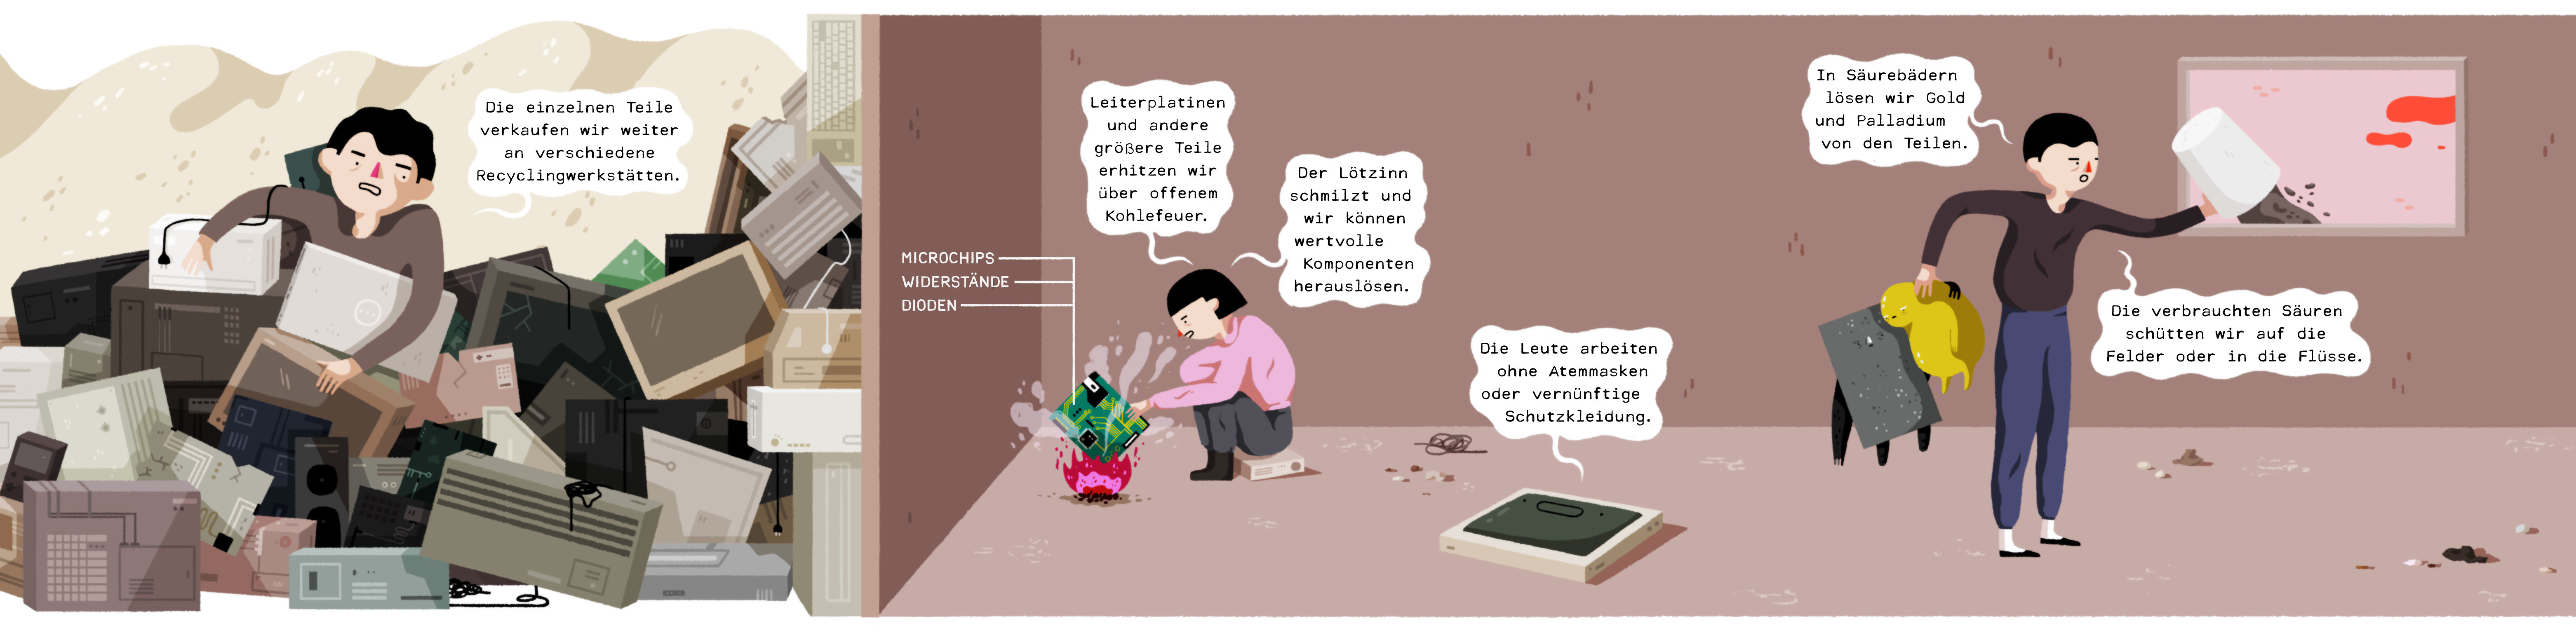 Die einzelnen Teile
verkaufen wir weiter
an verschiedene
Recyclingwerkstätten.
MICROCHIPS
WIDERSTÄNDE
DIODEN
Leiterplatinen
und andere
größere Teile
erhitzen wir
über offenem
Kohlefeuer.
Der Lötzinn
schmilzt und
wir können
wertvolle
Komponenten
herauslösen.
Die Leute arbeiten
ohne Atemmasken
oder vernünftige
Schutzkleidung.
In Säurebädern
lösen wir Gold
und Palladium
von den Teilen.
Die verbrauchten Säuren
schütten wir auf die
Felder oder in die Flüsse.